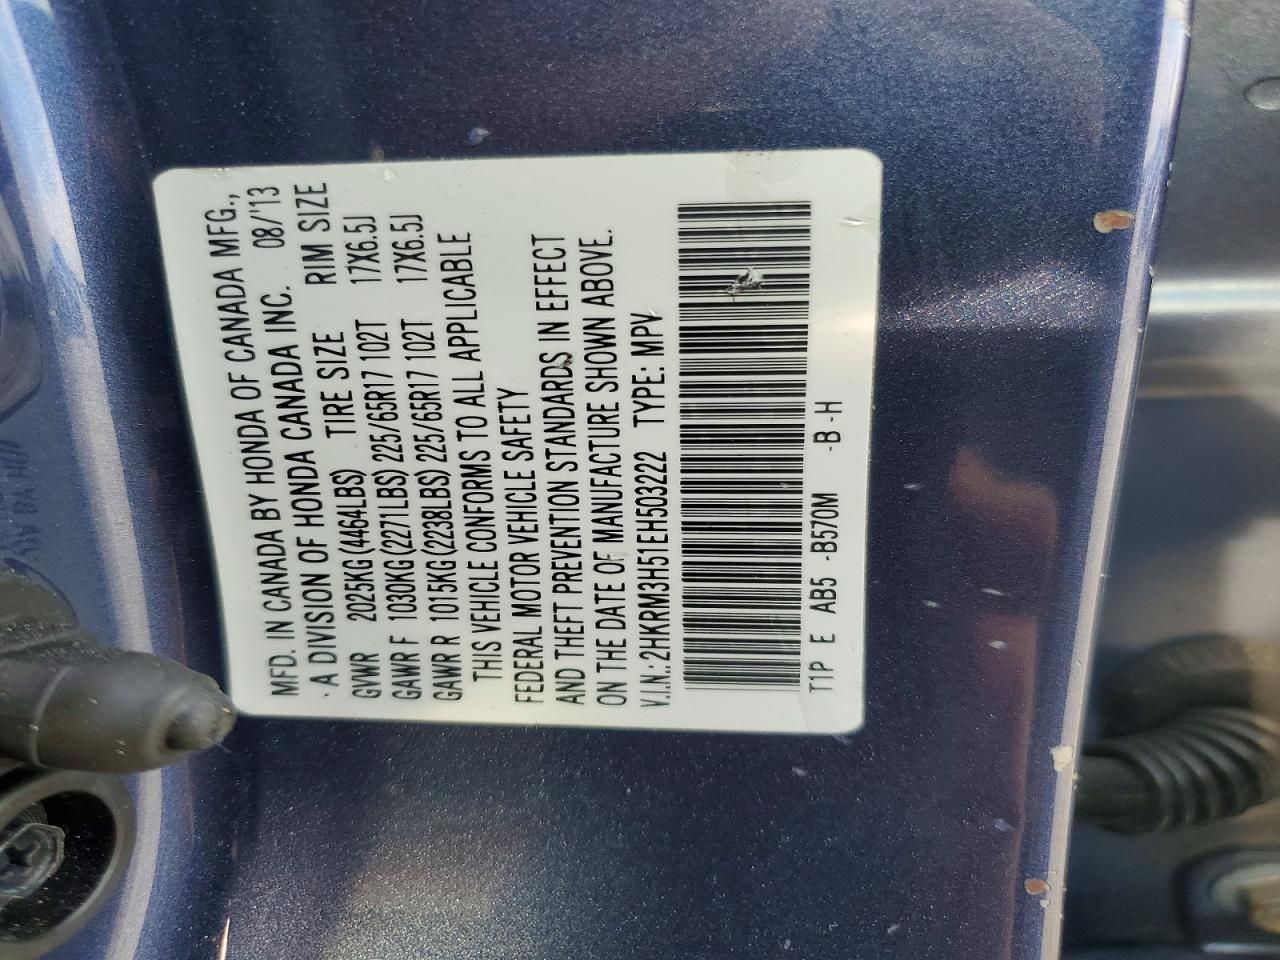 MFD. IN CANADA BY HONDA OF CANADA MFG.,
· A DIVISION OF HONDA CANADA INC. 08/'13
GVWR 2025KG(4464LBS) TIRE SIZE RIM SIZE
GAWR F 1030KG(2271LBS) 225/65R17 102T 17X6.5J
GAWR R 1015KG(2238LBS) 225/65R17 102T 17X6.5J
THIS VEHICLE CONFORMS TO ALL APPLICABLE
FEDERAL MOTOR VEHICLE SAFETY
AND THEFT PREVENTION STANDARDS IN EFFECT
ON THE DATE OF MANUFACTURE SHOWN ABOVE.
V.I.N.:2HKRM3H51EH503222 TYPE: MPV
T1P E AB5 -B570M -B -H